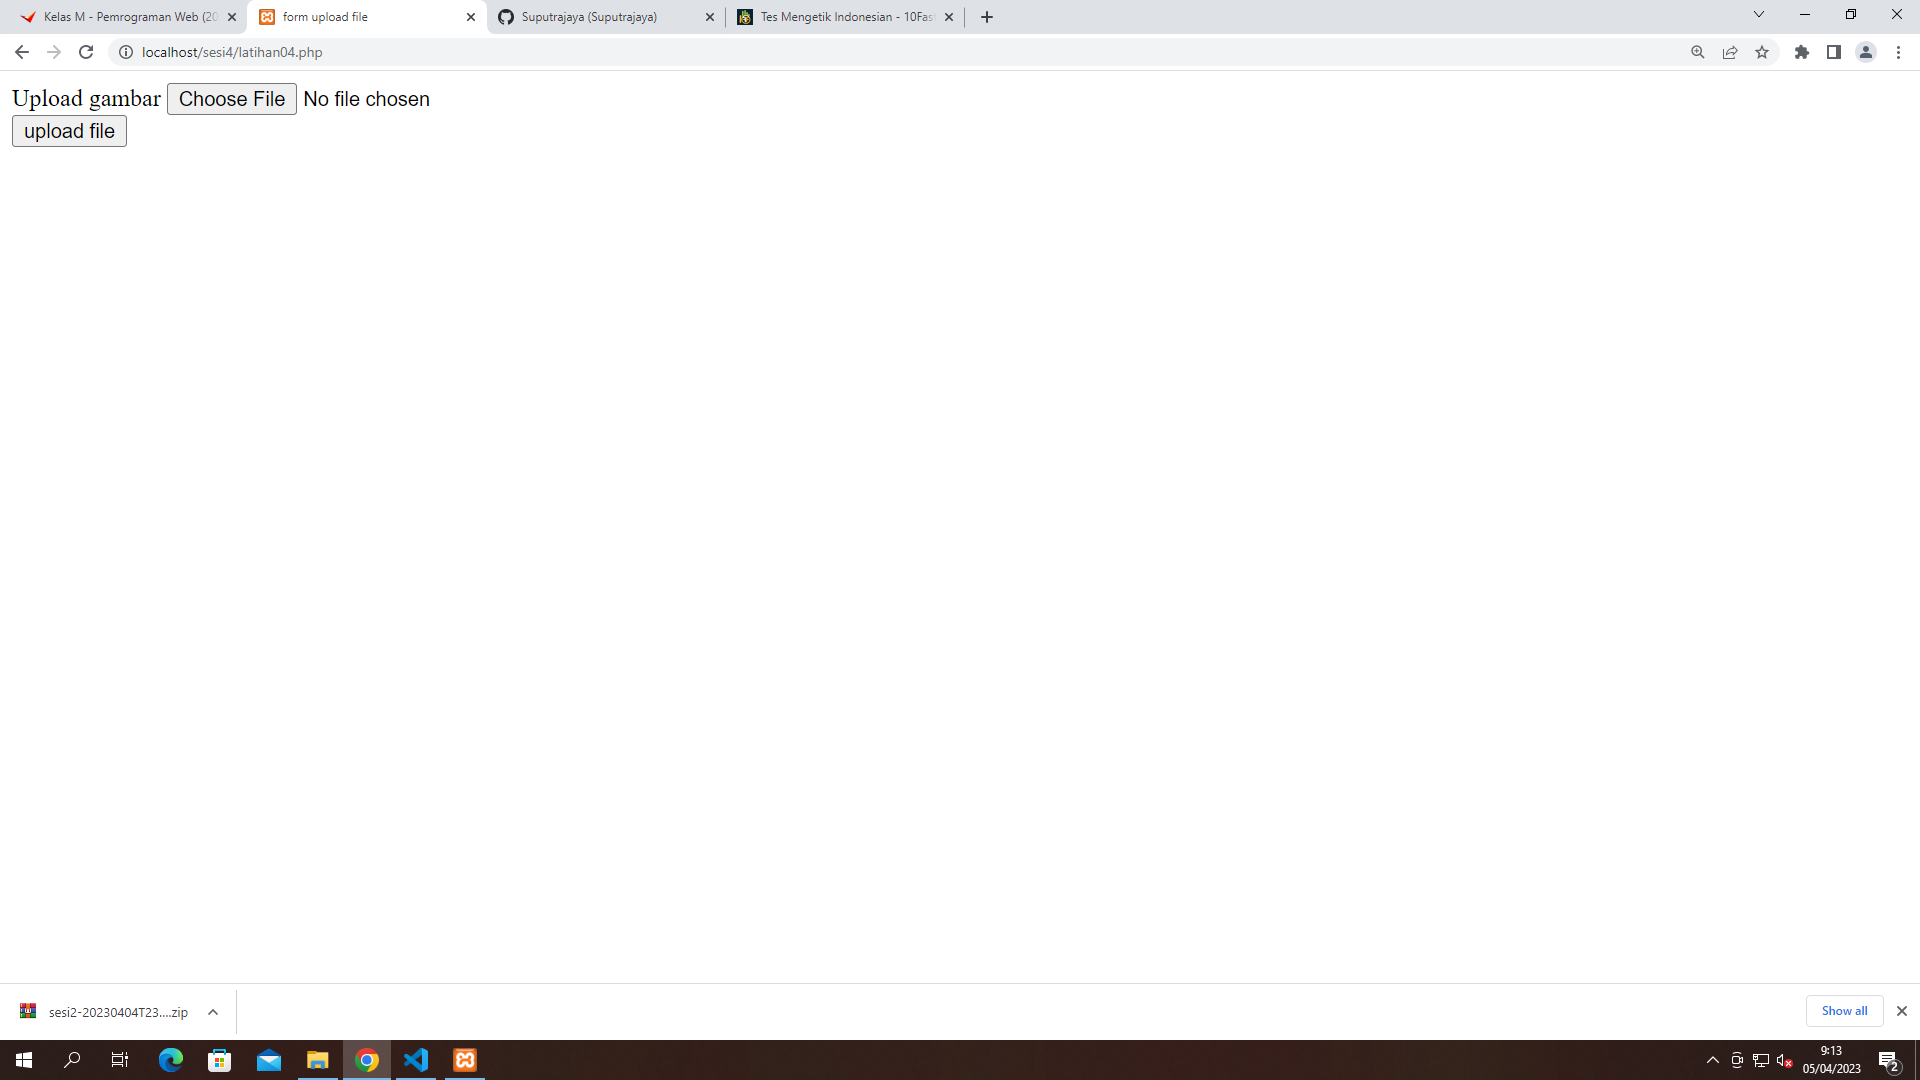 Kelas M - Pemrograman Web (20
form upload file
Suputrajaya (Suputrajaya)
Tes Mengetik Indonesian - 10Fas
localhost/sesi4/latihan04.php
Upload gambar Choose File No file chosen
upload file
sesi2-20230404T23....zip
Show all
9:13
05/04/2023
2